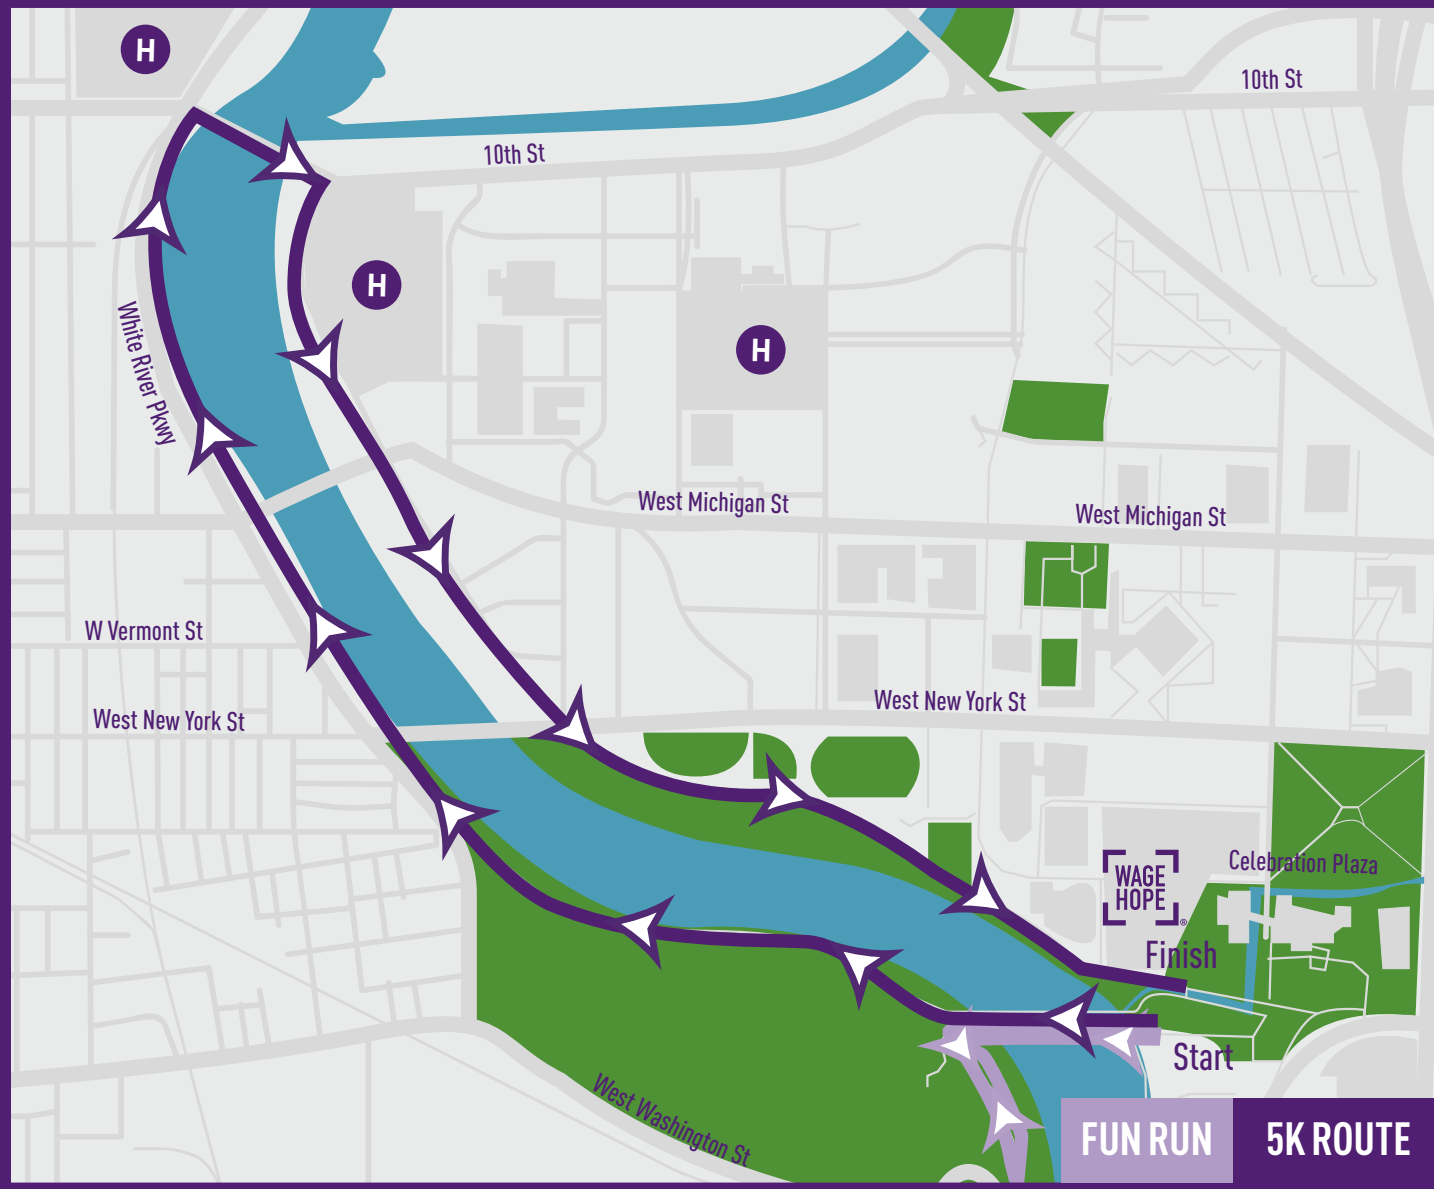 H
10th St
10th St
H
White River Pkwy
H
West Michigan St
West Michigan St
W Vermont St
West New York St
West New York St
WAGE
HOPE
®
Celebration Plaza
Finish
Start
West Washington St
FUN RUN
5K ROUTE